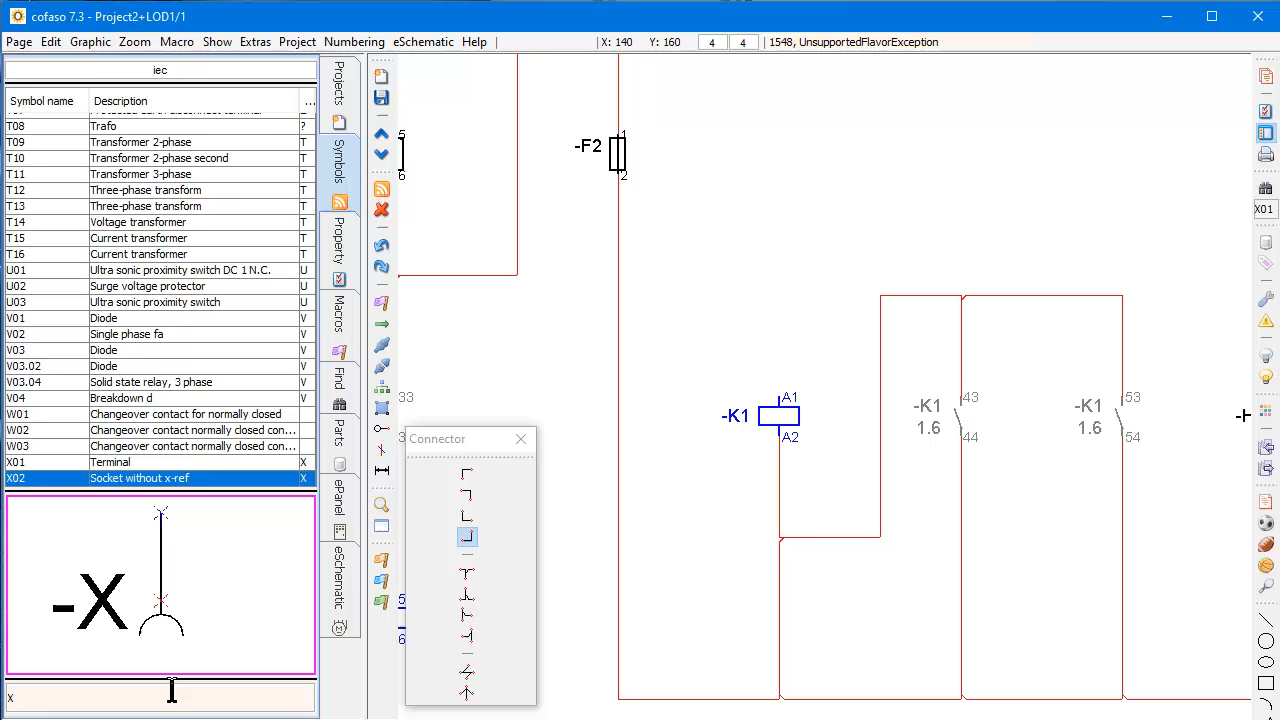 cofaso 7.3 - Project2+LOD1/1
Page Edit Graphic Zoom Macro Show Extras Project Numbering eSchematic Help X: 140 Y: 160 4 4 1548, UnsupportedFlavorException
iec
Symbol name Description ...
T08 Trafo ?
T09 Transformer 2-phase T
T10 Transformer 2-phase second T
T11 Transformer 3-phase T
T12 Three-phase transform T
T13 Three-phase transform T
T14 Voltage transformer T
T15 Current transformer T
T16 Current transformer T
U01 Ultra sonic proximity switch DC 1 N.C. U
U02 Surge voltage protector U
U03 Ultra sonic proximity switch U
V01 Diode V
V02 Single phase fa V
V03 Diode V
V03.02 Diode V
V03.04 Solid state relay, 3 phase V
V04 Breakdown d V
W01 Changeover contact for normally closed
W02 Changeover contact normally closed con...
W03 Changeover contact normally closed con...
X01 Terminal X
X02 Socket without x-ref X
-X
X
Projects
Symbols
Property
Macros
Find
Parts
ePanel
eSchematic
5
6
-F2
1
2
33
Connector
5
6
-K1
A1
A2
-K1
1.6
43
44
-K1
1.6
53
54
X01